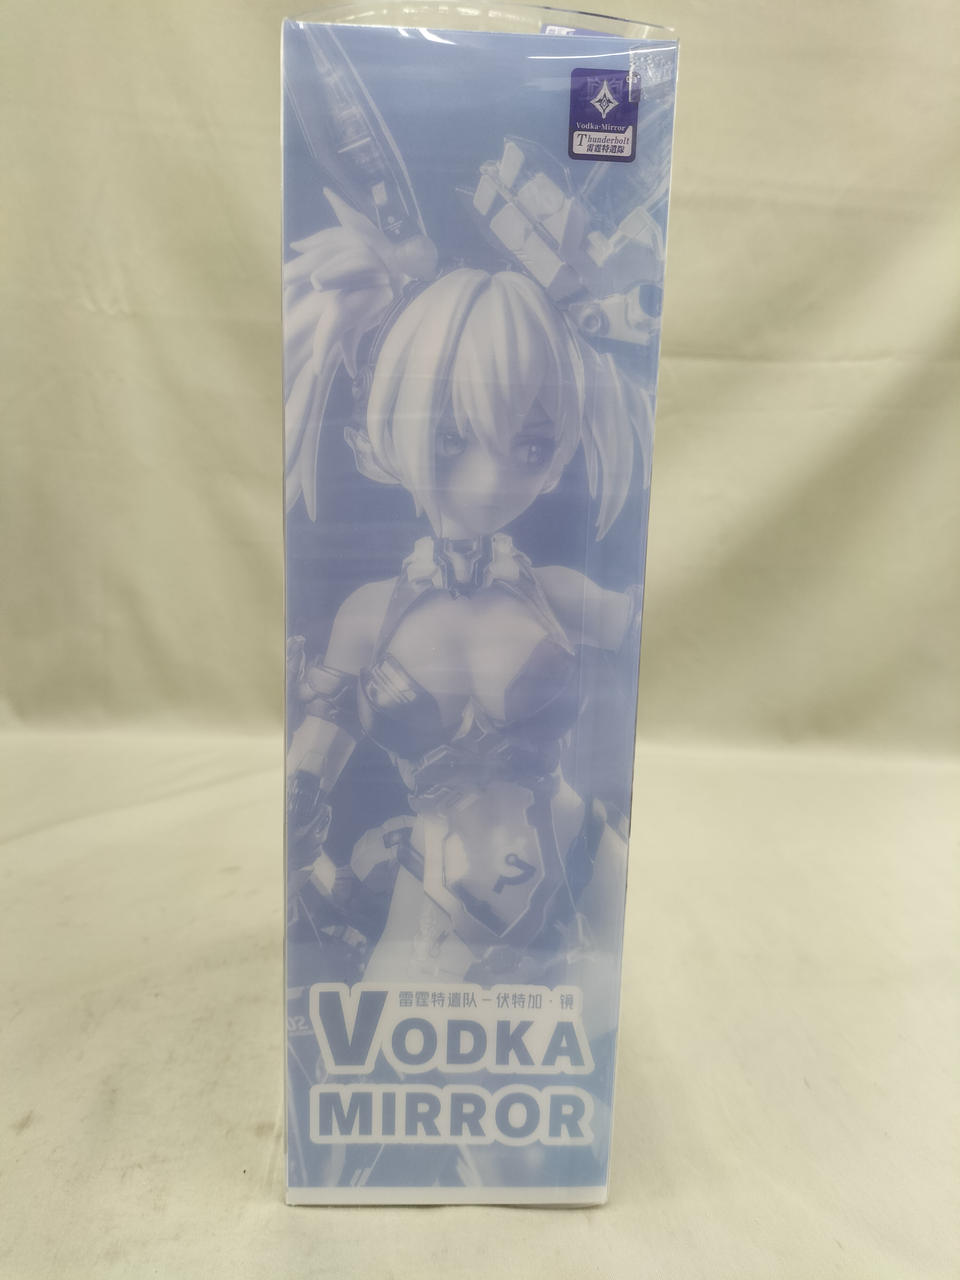 Vodka-Mirror
Thunderbolt
雷霆特遣隊
雷霆特遣队-伏特加·镜
VODKA
MIRROR
02